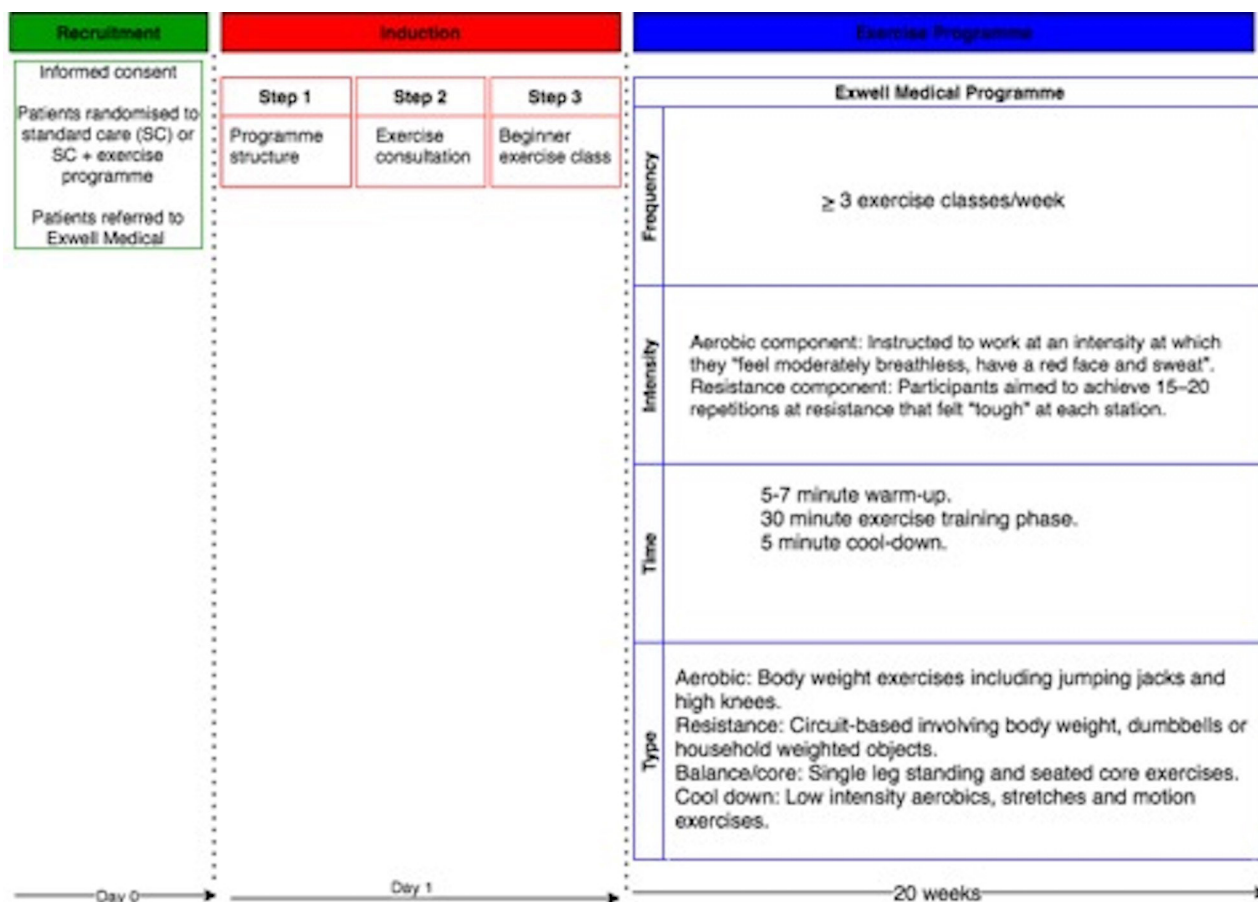 Recruitment
Informed consent
Patients randomised to
standard care (SC) or
SC + exercise
programme
Patients referred to
Exwell Medical
Day 0
Induction
Step 1
Programme
structure
Step 2
Exercise
consultation
Step 3
Beginner
exercise class
Day 1
Exercise Programme
Exwell Medical Programme
Frequency
≥ 3 exercise classes/week
Intensity
Aerobic component: Instructed to work at an intensity at which
they "feel moderately breathless, have a red face and sweat".
Resistance component: Participants aimed to achieve 15–20
repetitions at resistance that felt "tough" at each station.
Time
5-7 minute warm-up.
30 minute exercise training phase.
5 minute cool-down.
Type
Aerobic: Body weight exercises including jumping jacks and
high knees.
Resistance: Circuit-based involving body weight, dumbbells or
household weighted objects.
Balance/core: Single leg standing and seated core exercises.
Cool down: Low intensity aerobics, stretches and motion
exercises.
20 weeks